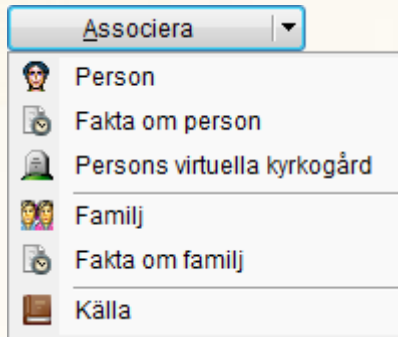 Associera
Person
Fakta om person
Persons virtuella kyrkogård
Familj
Fakta om familj
Källa